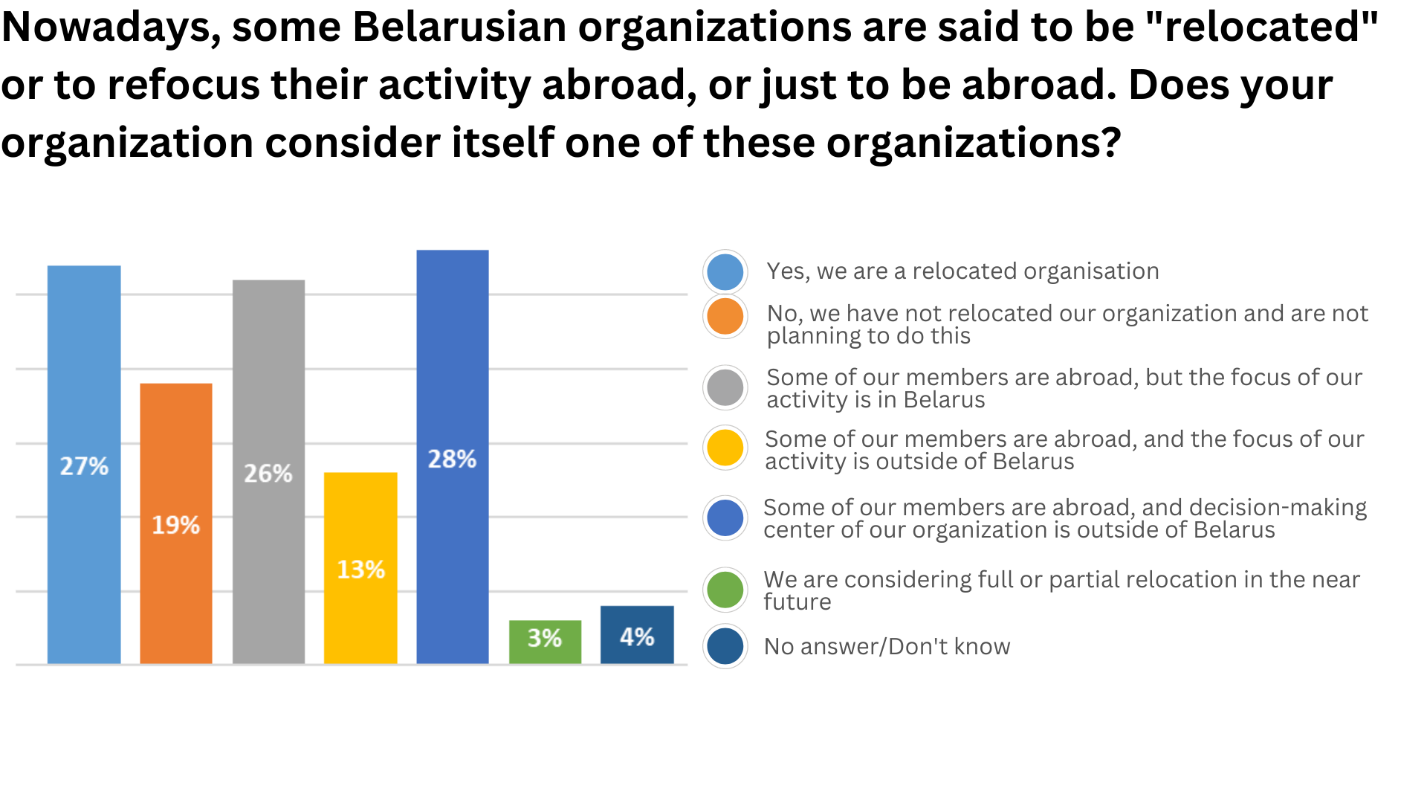 Nowadays, some Belarusian organizations are said to be "relocated"
or to refocus their activity abroad, or just to be abroad. Does your
organization consider itself one of these organizations?
27%
19%
26%
13%
28%
3%
4%
Yes, we are a relocated organisation
No, we have not relocated our organization and are not
planning to do this
Some of our members are abroad, but the focus of our
activity is in Belarus
Some of our members are abroad, and the focus of our
activity is outside of Belarus
Some of our members are abroad, and decision-making
center of our organization is outside of Belarus
We are considering full or partial relocation in the near
future
No answer/Don't know